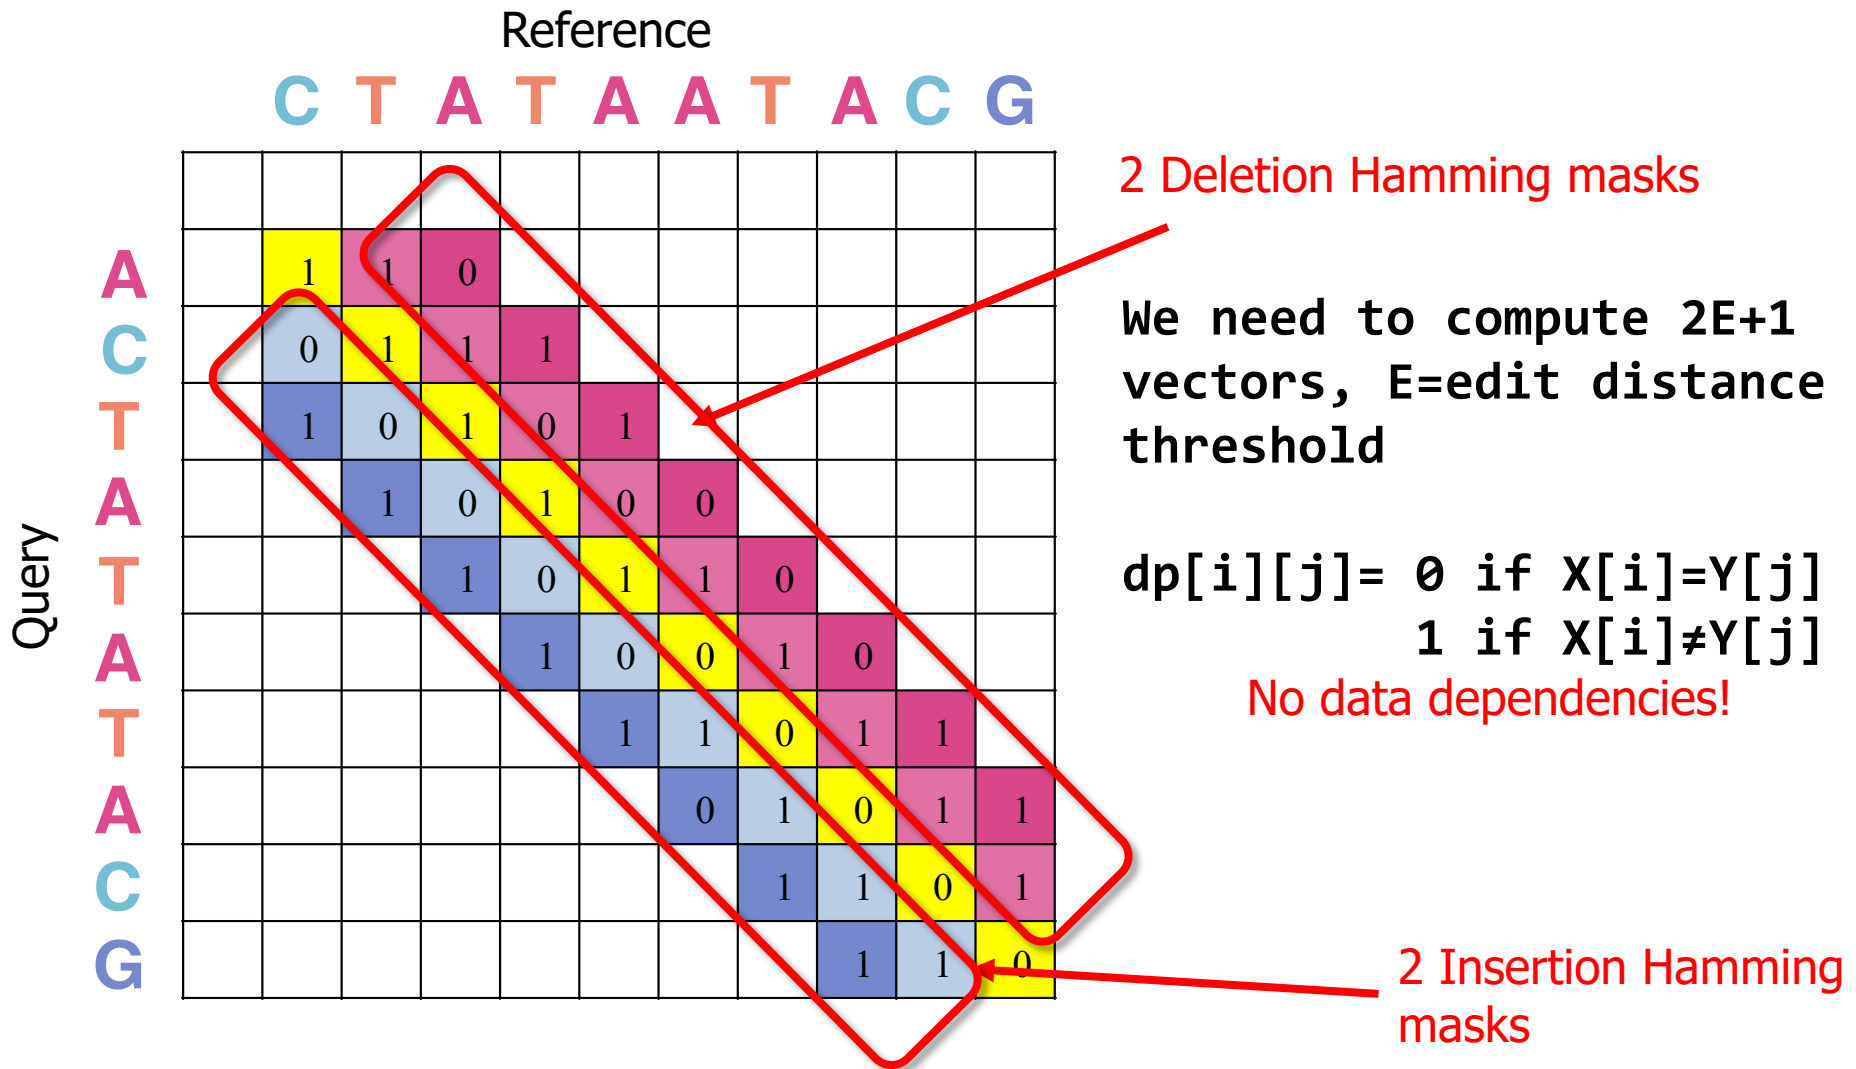 Reference
C T A T A A T A C G
2 Deletion Hamming masks
A 1 1 0
C 0 1 1 1
T 1 0 1 0 1
A 1 0 1 0 0
T 1 0 1 1 0
A 1 0 0 1 0
T 1 1 0 1 1
A 0 1 0 1 1
C 1 1 0 1
G 1 1 0
Query
We need to compute 2E+1
vectors, E=edit distance
threshold
dp[i][j]= 0 if X[i]=Y[j]
1 if X[i]≠Y[j]
No data dependencies!
2 Insertion Hamming
masks